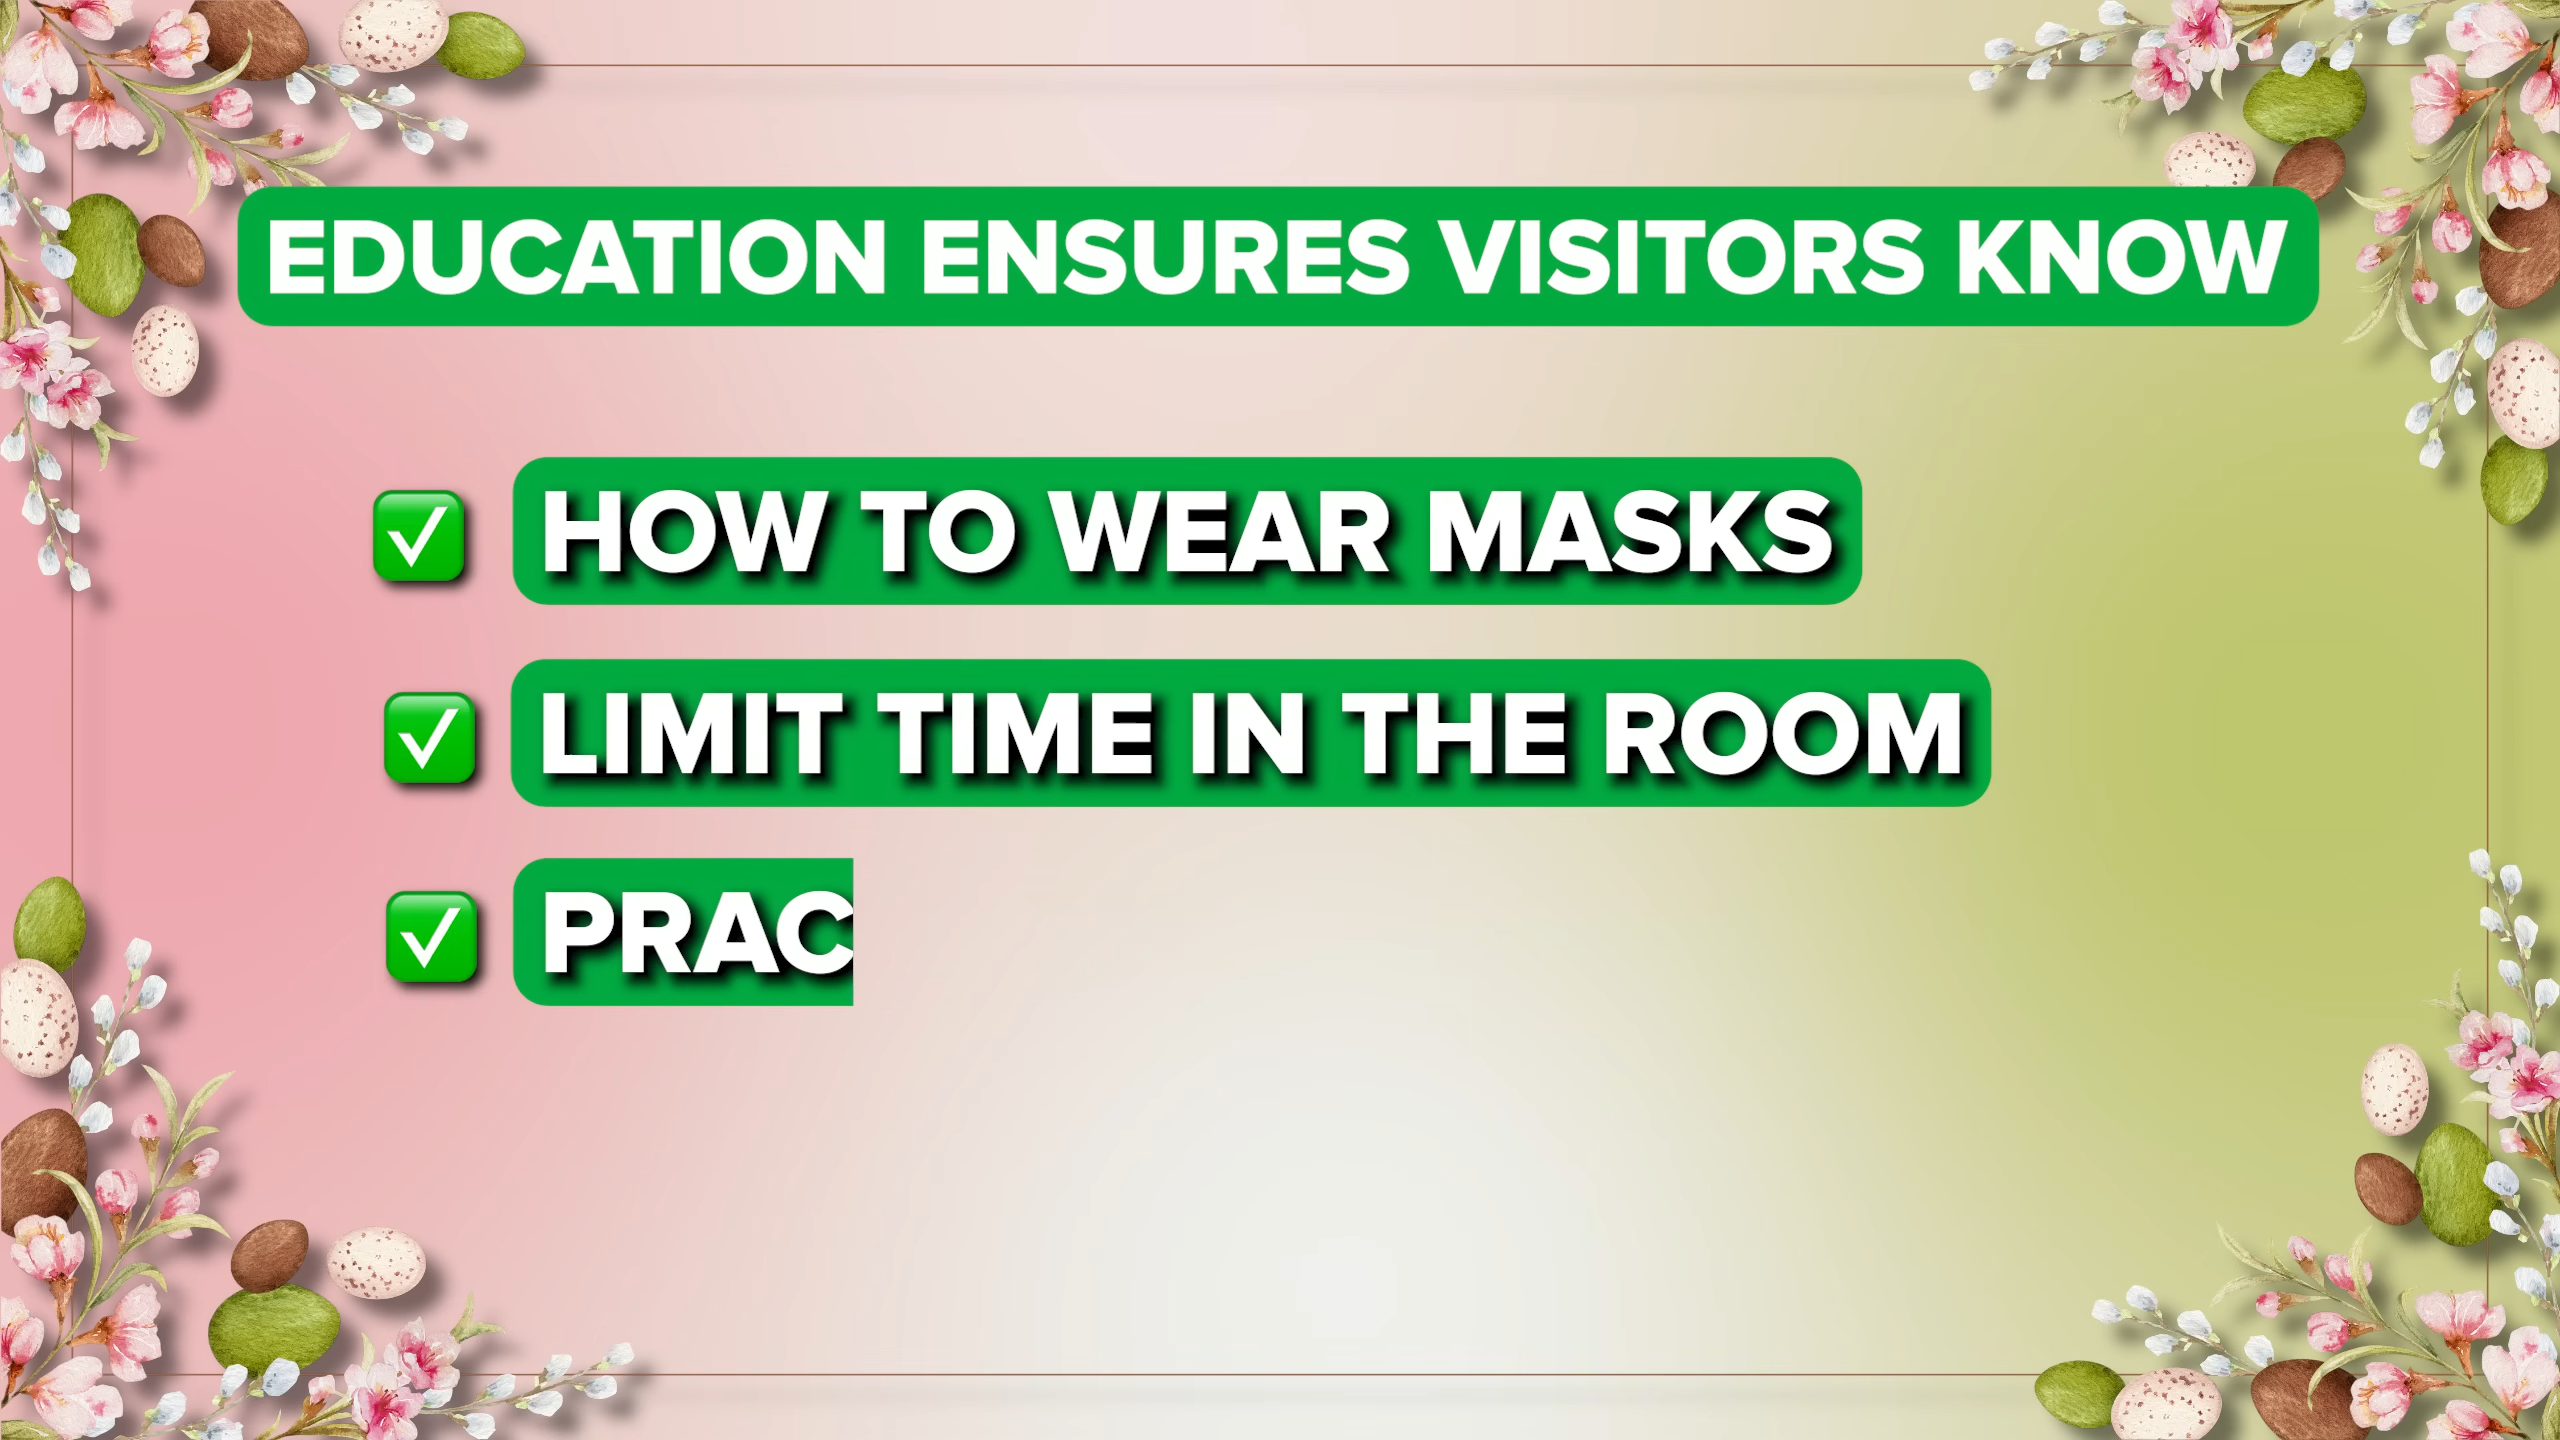 EDUCATION ENSURES VISITORS KNOW
✅ HOW TO WEAR MASKS
✅ LIMIT TIME IN THE ROOM
✅ PRAC